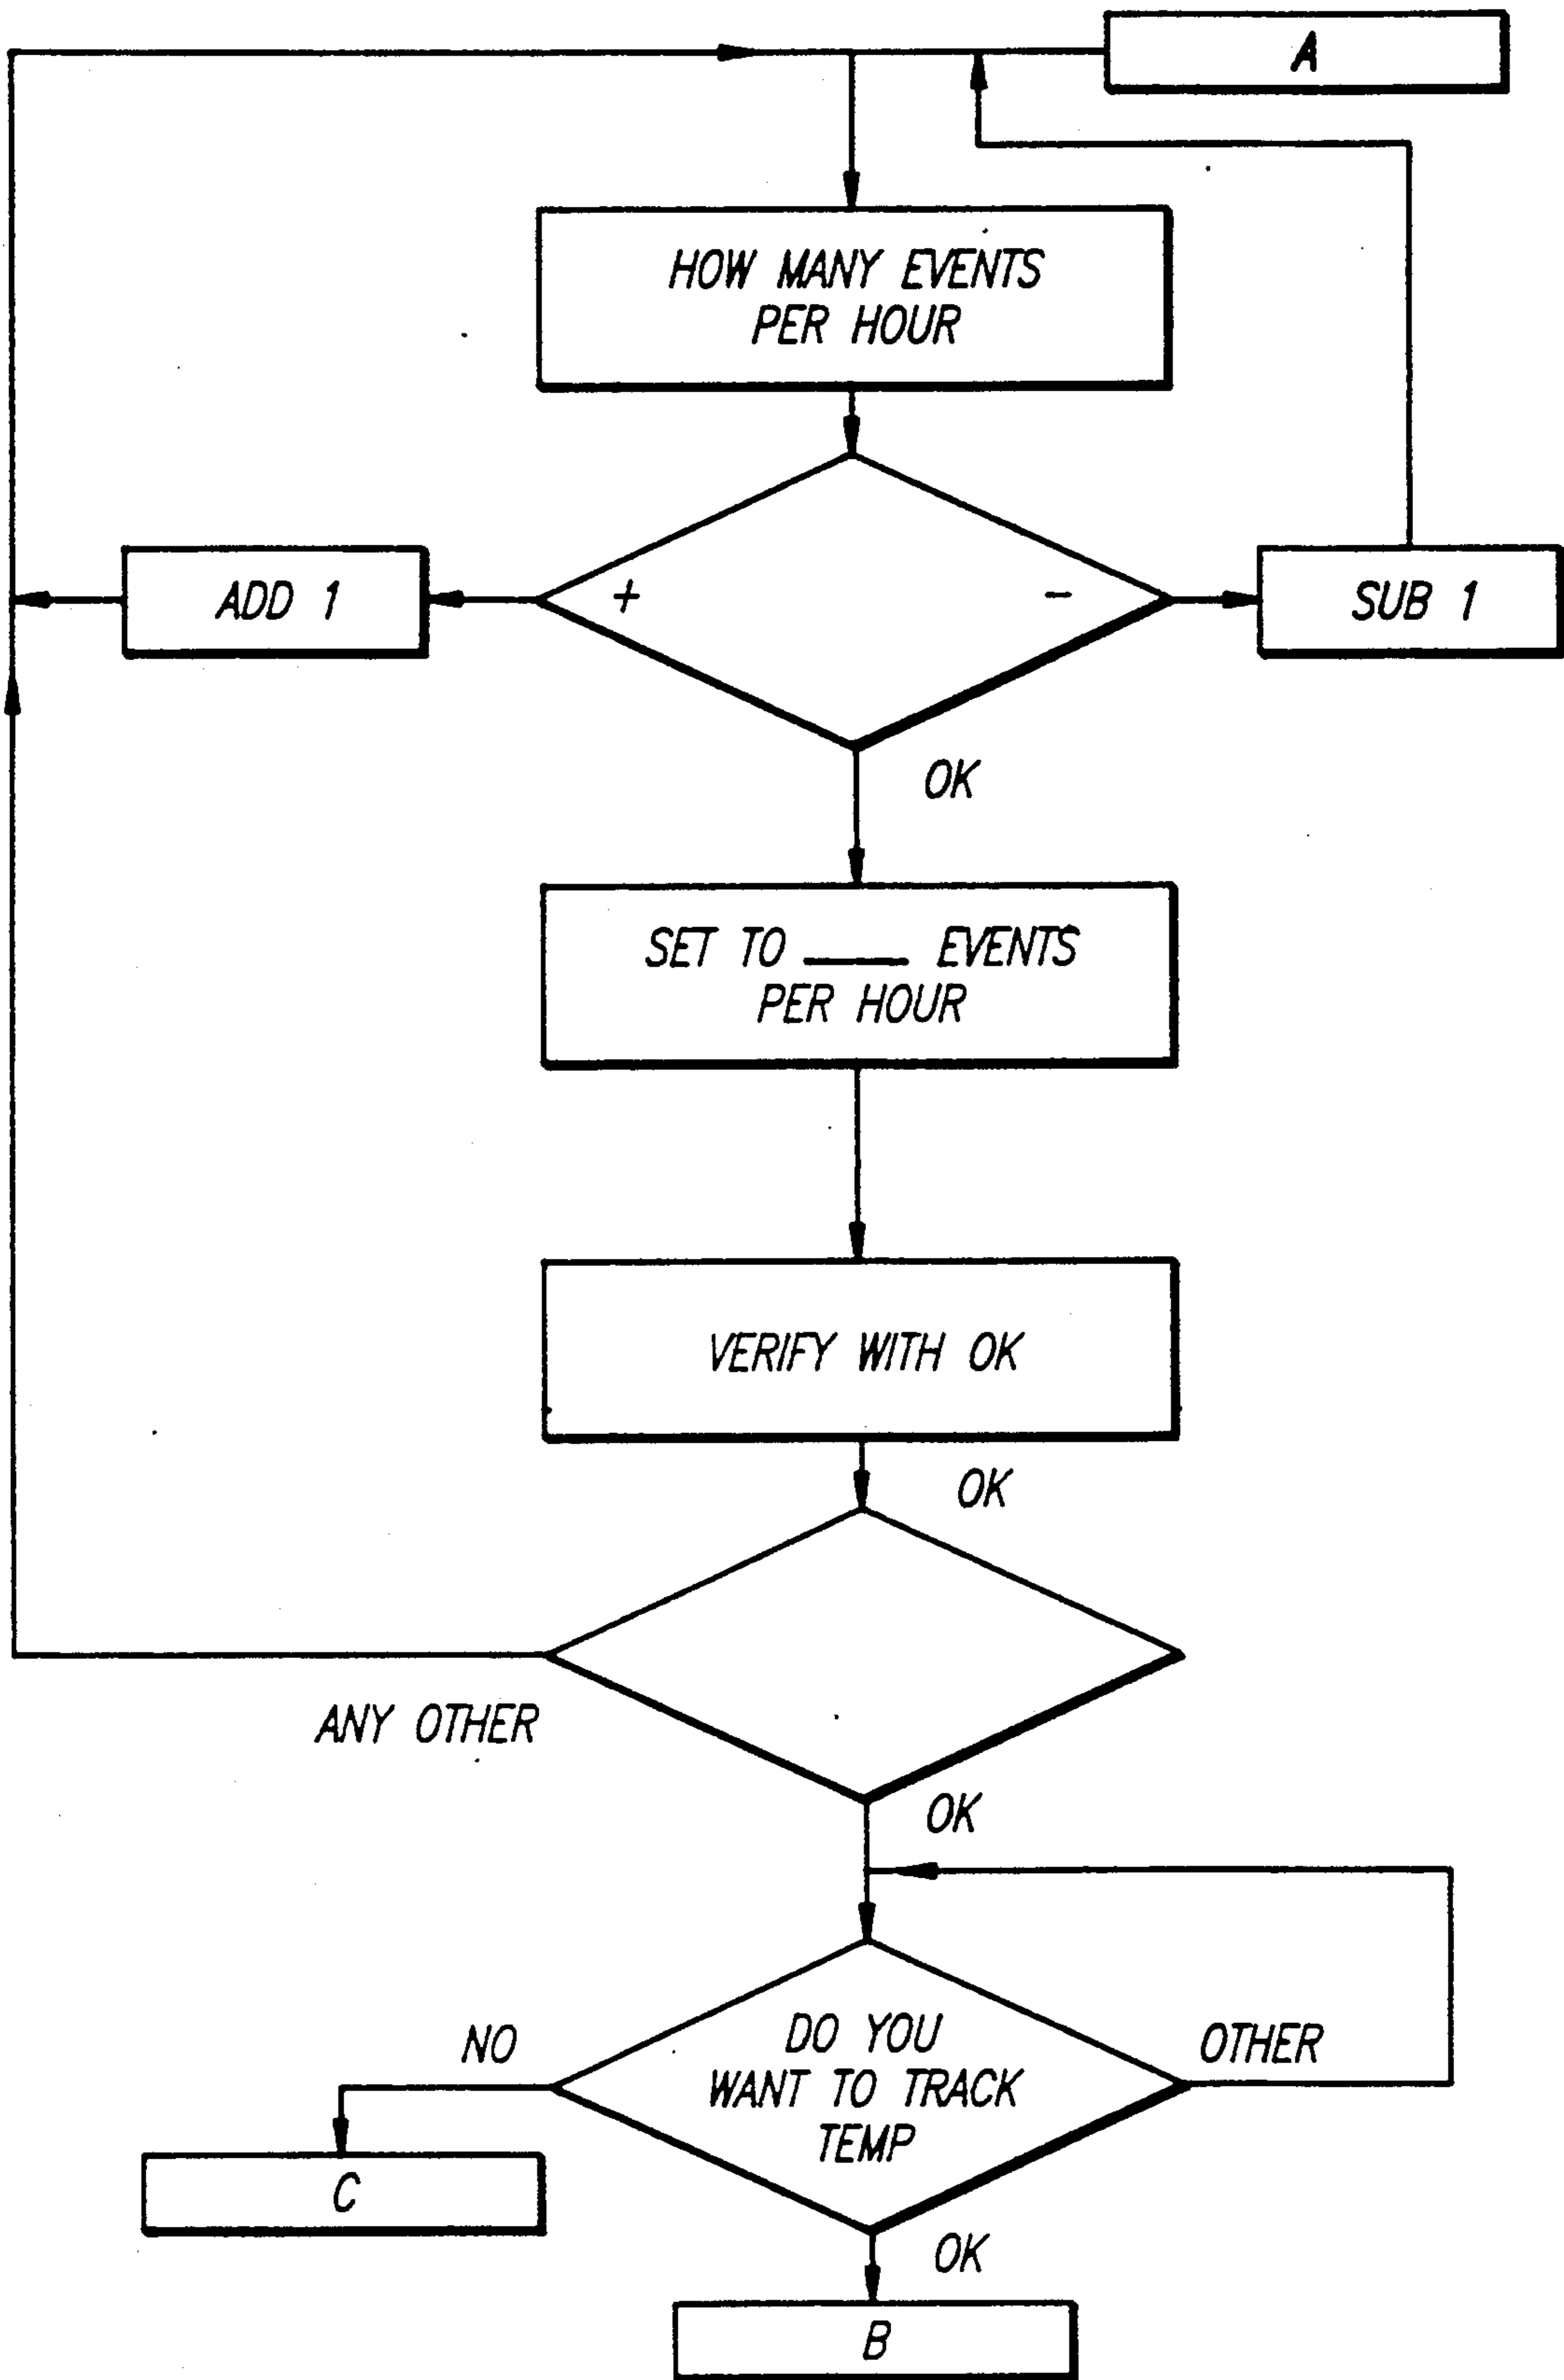 A
HOW MANY EVENTS
PER HOUR
ADD 1
+
-
SUB 1
OK
SET TO ____ EVENTS
PER HOUR
VERIFY WITH OK
OK
ANY OTHER
OK
NO
DO YOU
WANT TO TRACK
TEMP
OTHER
C
OK
B